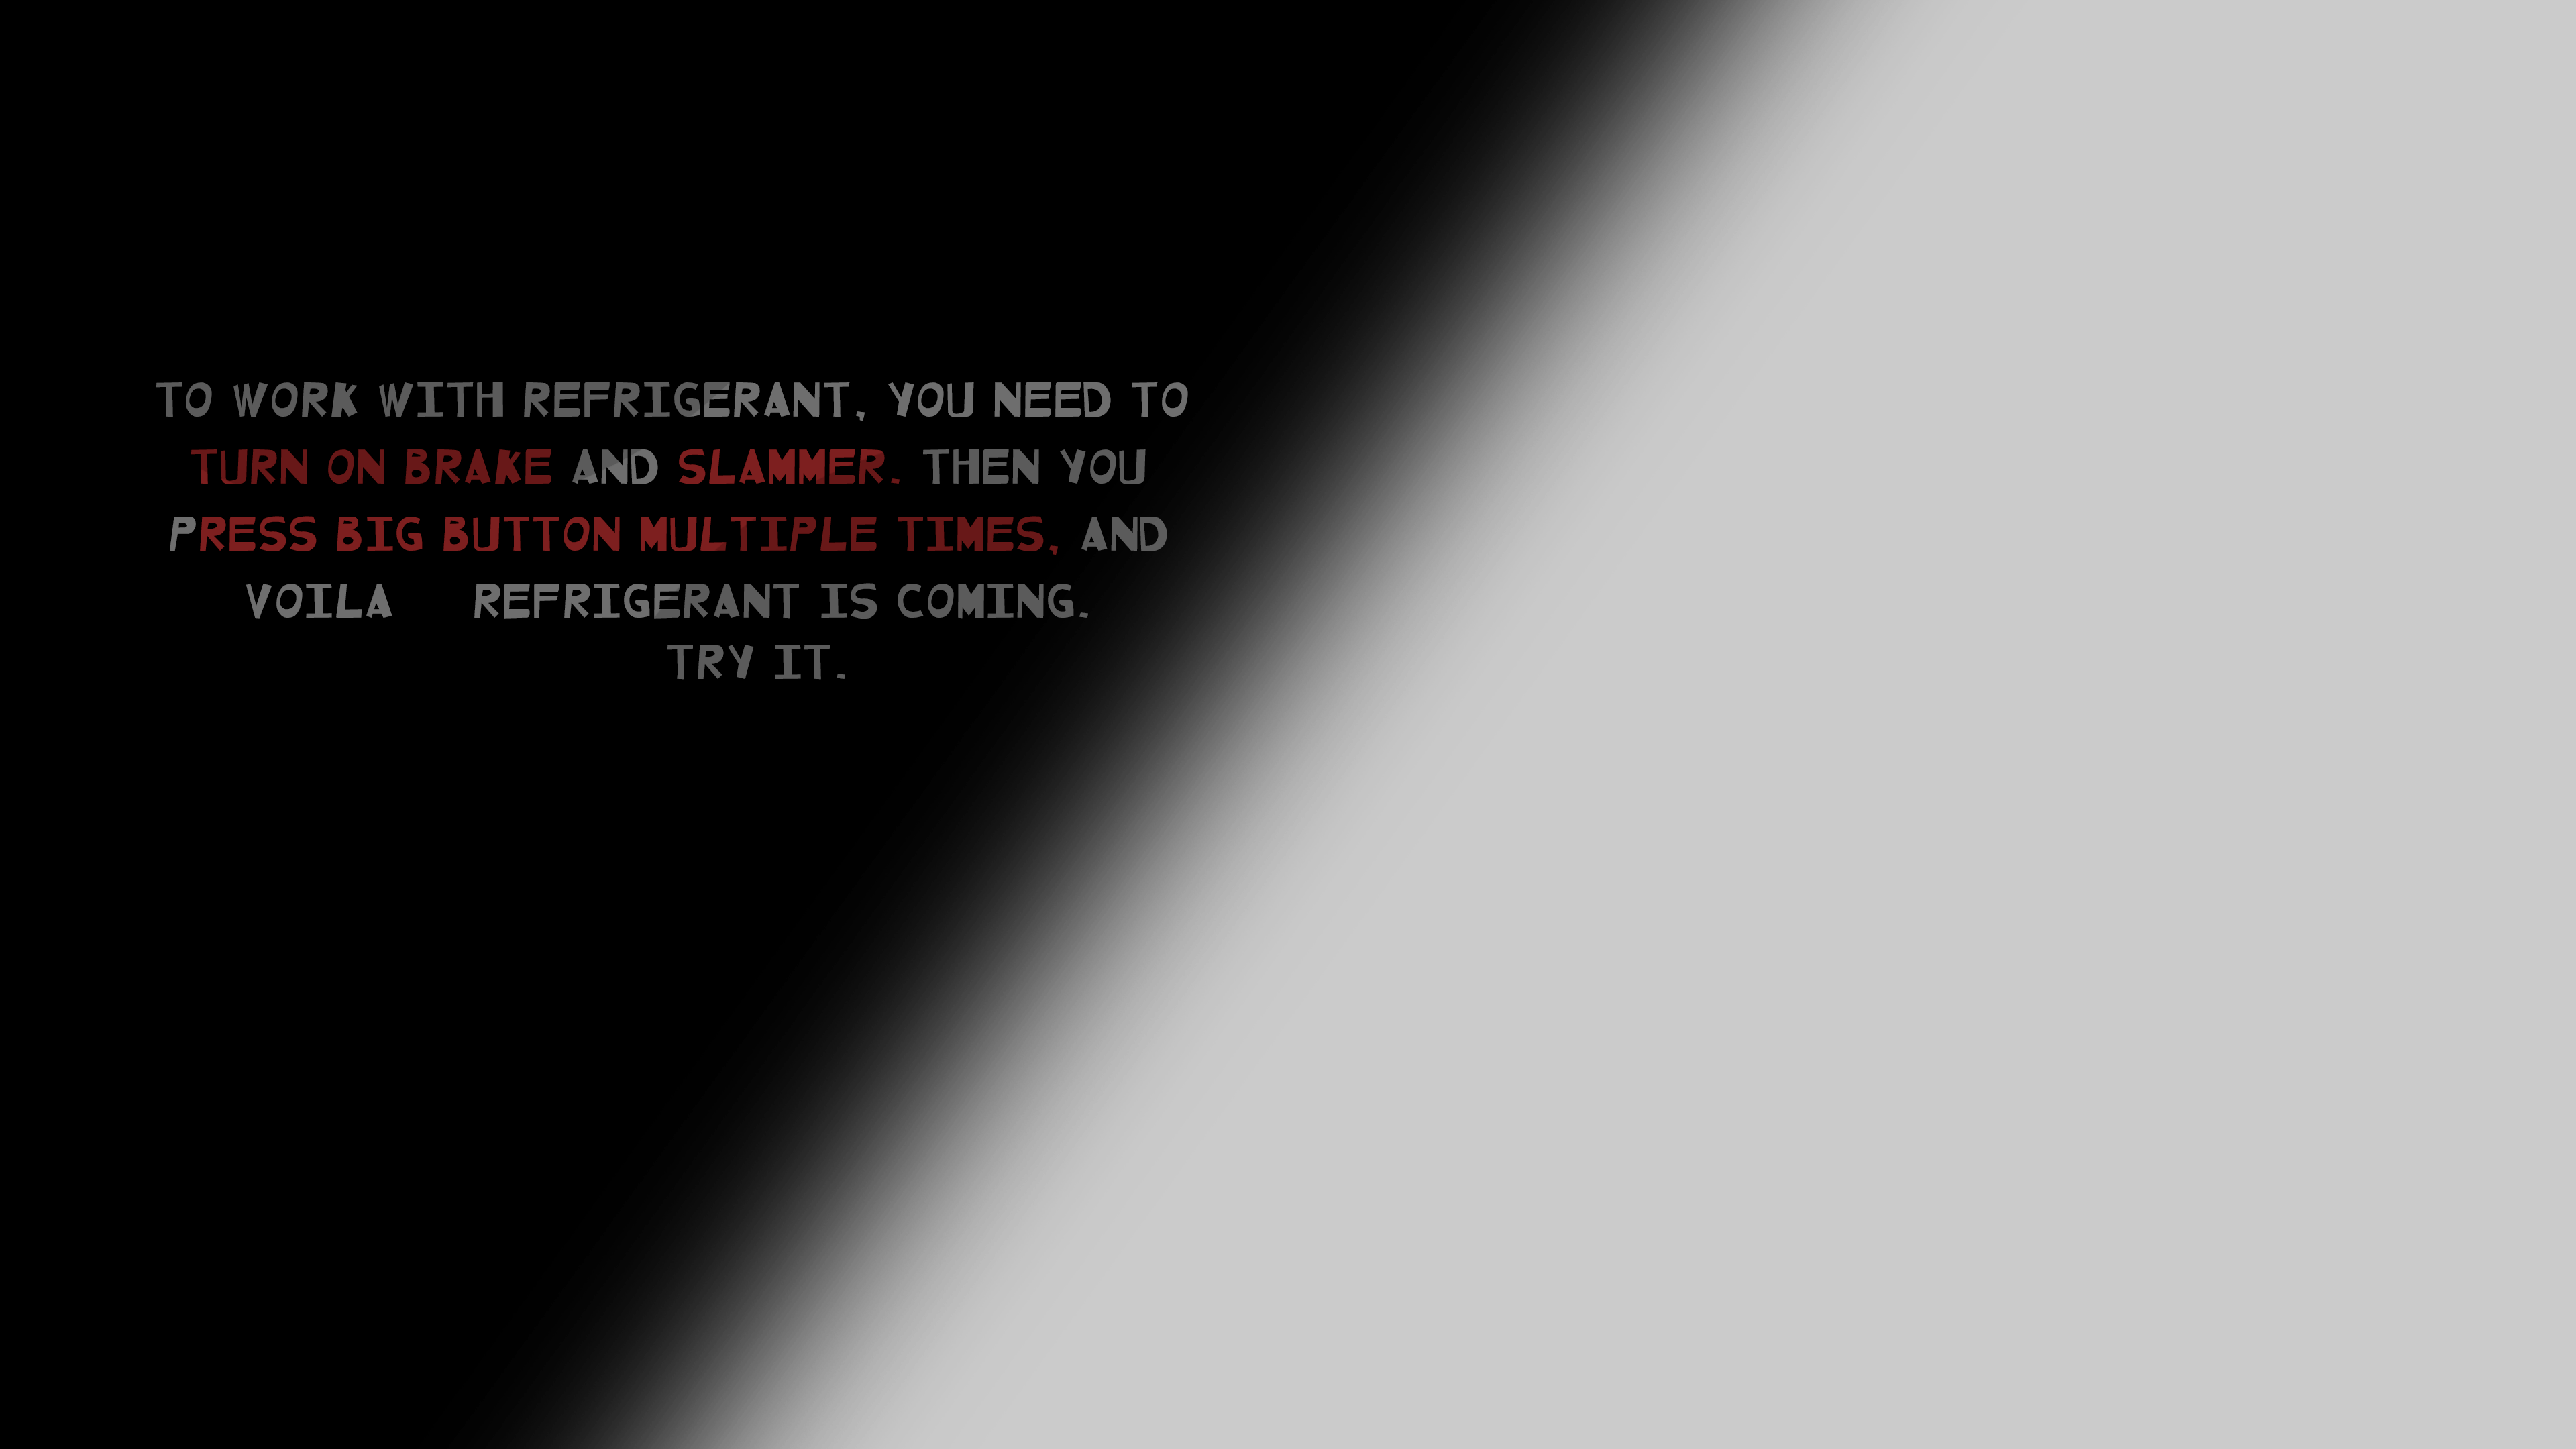 TO WORK WITH REFRIGERANT, YOU NEED TO
TURN ON BRAKE AND SLAMMER. THEN YOU
PRESS BIG BUTTON MULTIPLE TIMES, AND
VOILA REFRIGERANT IS COMING.
TRY IT.